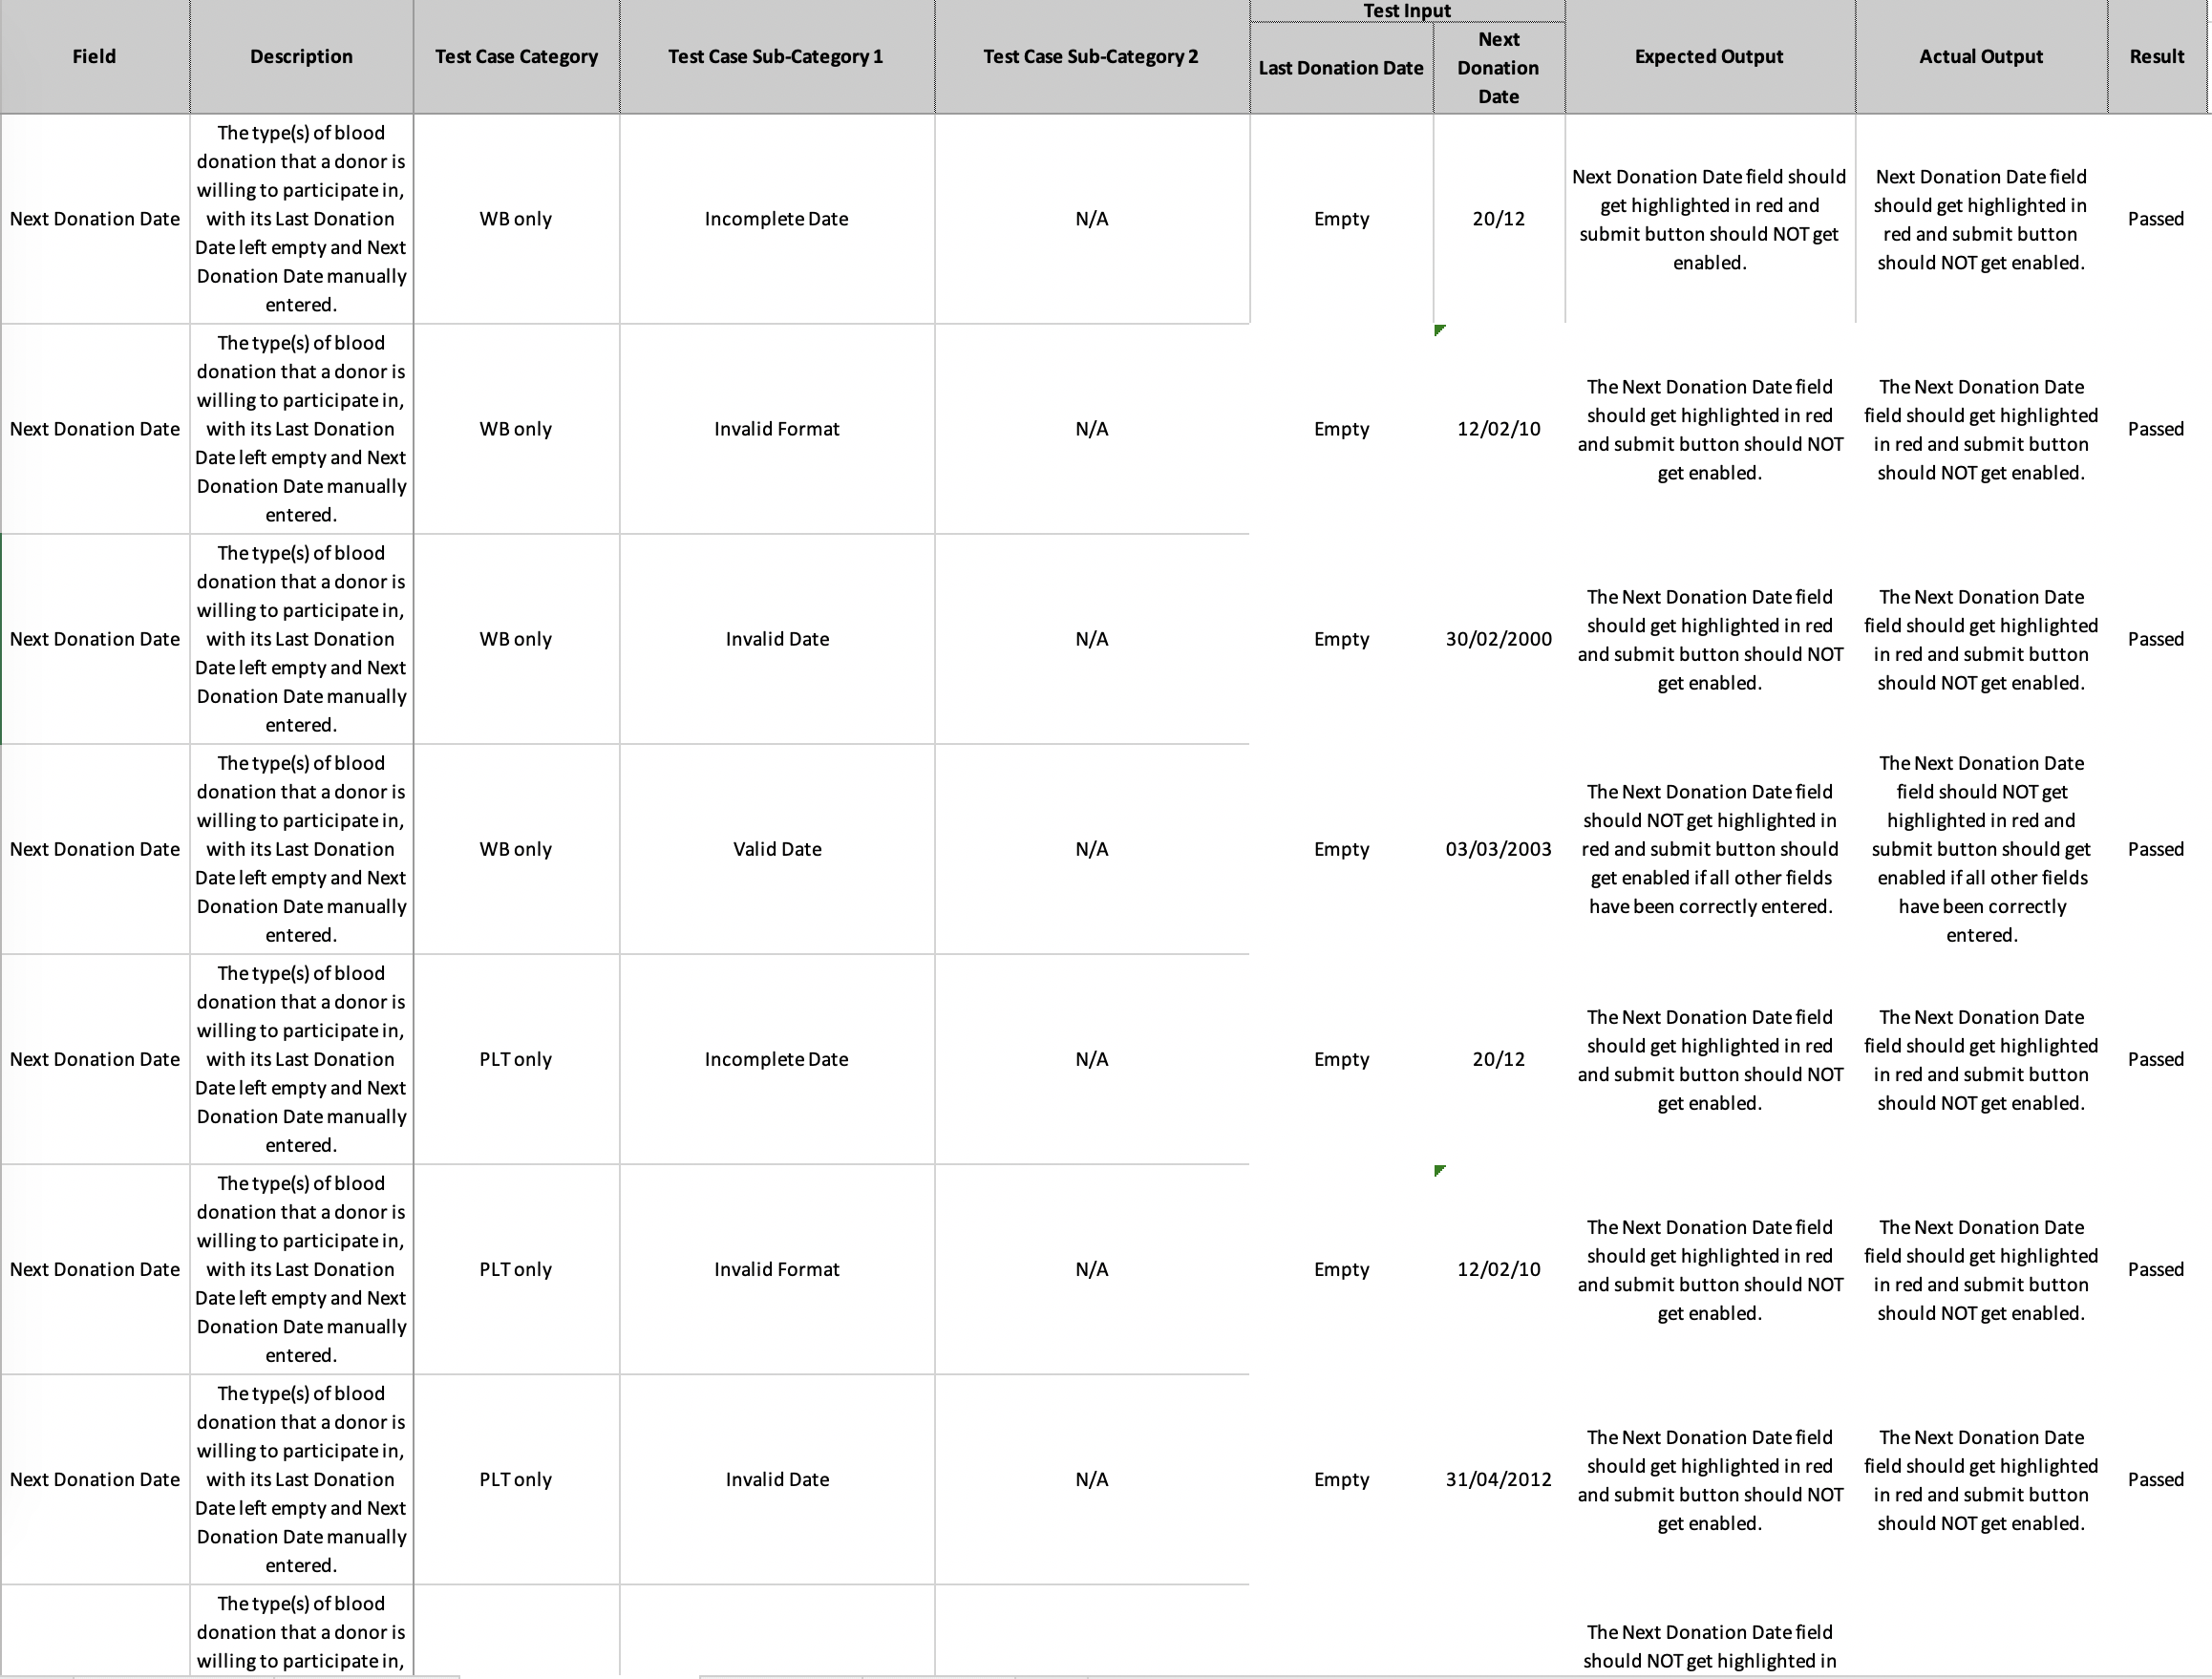 Field
Description
Test Case Category
Test Case Sub-Category 1
Test Case Sub-Category 2
Test Input
Last Donation Date
Next
Donation
Date
Expected Output
Actual Output
Result
Next Donation Date
The type(s) of blood
donation that a donor is
willing to participate in,
with its Last Donation
Date left empty and Next
Donation Date manually
entered.
WB only
Incomplete Date
N/A
Empty
20/12
Next Donation Date field should
get highlighted in red and
submit button should NOT get
enabled.
Next Donation Date field
should get highlighted in
red and submit button
should NOT get enabled.
Passed
Next Donation Date
The type(s) of blood
donation that a donor is
willing to participate in,
with its Last Donation
Date left empty and Next
Donation Date manually
entered.
WB only
Invalid Format
N/A
Empty
12/02/10
The Next Donation Date field
should get highlighted in red
and submit button should NOT
get enabled.
The Next Donation Date
field should get highlighted
in red and submit button
should NOT get enabled.
Passed
Next Donation Date
The type(s) of blood
donation that a donor is
willing to participate in,
with its Last Donation
Date left empty and Next
Donation Date manually
entered.
WB only
Invalid Date
N/A
Empty
30/02/2000
The Next Donation Date field
should get highlighted in red
and submit button should NOT
get enabled.
The Next Donation Date
field should get highlighted
in red and submit button
should NOT get enabled.
Passed
Next Donation Date
The type(s) of blood
donation that a donor is
willing to participate in,
with its Last Donation
Date left empty and Next
Donation Date manually
entered.
WB only
Valid Date
N/A
Empty
03/03/2003
The Next Donation Date field
should NOT get highlighted in
red and submit button should
get enabled if all other fields
have been correctly entered.
The Next Donation Date
field should NOT get
highlighted in red and
submit button should get
enabled if all other fields
have been correctly
entered.
Passed
Next Donation Date
The type(s) of blood
donation that a donor is
willing to participate in,
with its Last Donation
Date left empty and Next
Donation Date manually
entered.
PLT only
Incomplete Date
N/A
Empty
20/12
The Next Donation Date field
should get highlighted in red
and submit button should NOT
get enabled.
The Next Donation Date
field should get highlighted
in red and submit button
should NOT get enabled.
Passed
Next Donation Date
The type(s) of blood
donation that a donor is
willing to participate in,
with its Last Donation
Date left empty and Next
Donation Date manually
entered.
PLT only
Invalid Format
N/A
Empty
12/02/10
The Next Donation Date field
should get highlighted in red
and submit button should NOT
get enabled.
The Next Donation Date
field should get highlighted
in red and submit button
should NOT get enabled.
Passed
Next Donation Date
The type(s) of blood
donation that a donor is
willing to participate in,
with its Last Donation
Date left empty and Next
Donation Date manually
entered.
PLT only
Invalid Date
N/A
Empty
31/04/2012
The Next Donation Date field
should get highlighted in red
and submit button should NOT
get enabled.
The Next Donation Date
field should get highlighted
in red and submit button
should NOT get enabled.
Passed
The type(s) of blood
donation that a donor is
willing to participate in,
The Next Donation Date field
should NOT get highlighted in